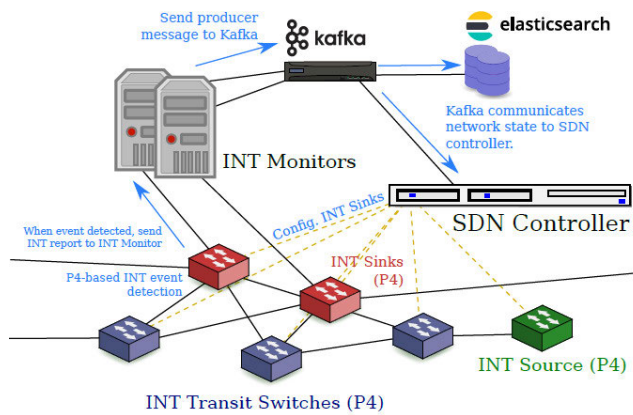 Send producer
message to Kafka
kafka
elasticsearch
Kafka communicates
network state to SDN
controller.
INT Monitors
SDN Controller
Config, INT Sinks
When event detected, send
INT report to INT Monitor
INT Sinks
(P4)
P4-based INT event
detection
INT Source (P4)
INT Transit Switches (P4)